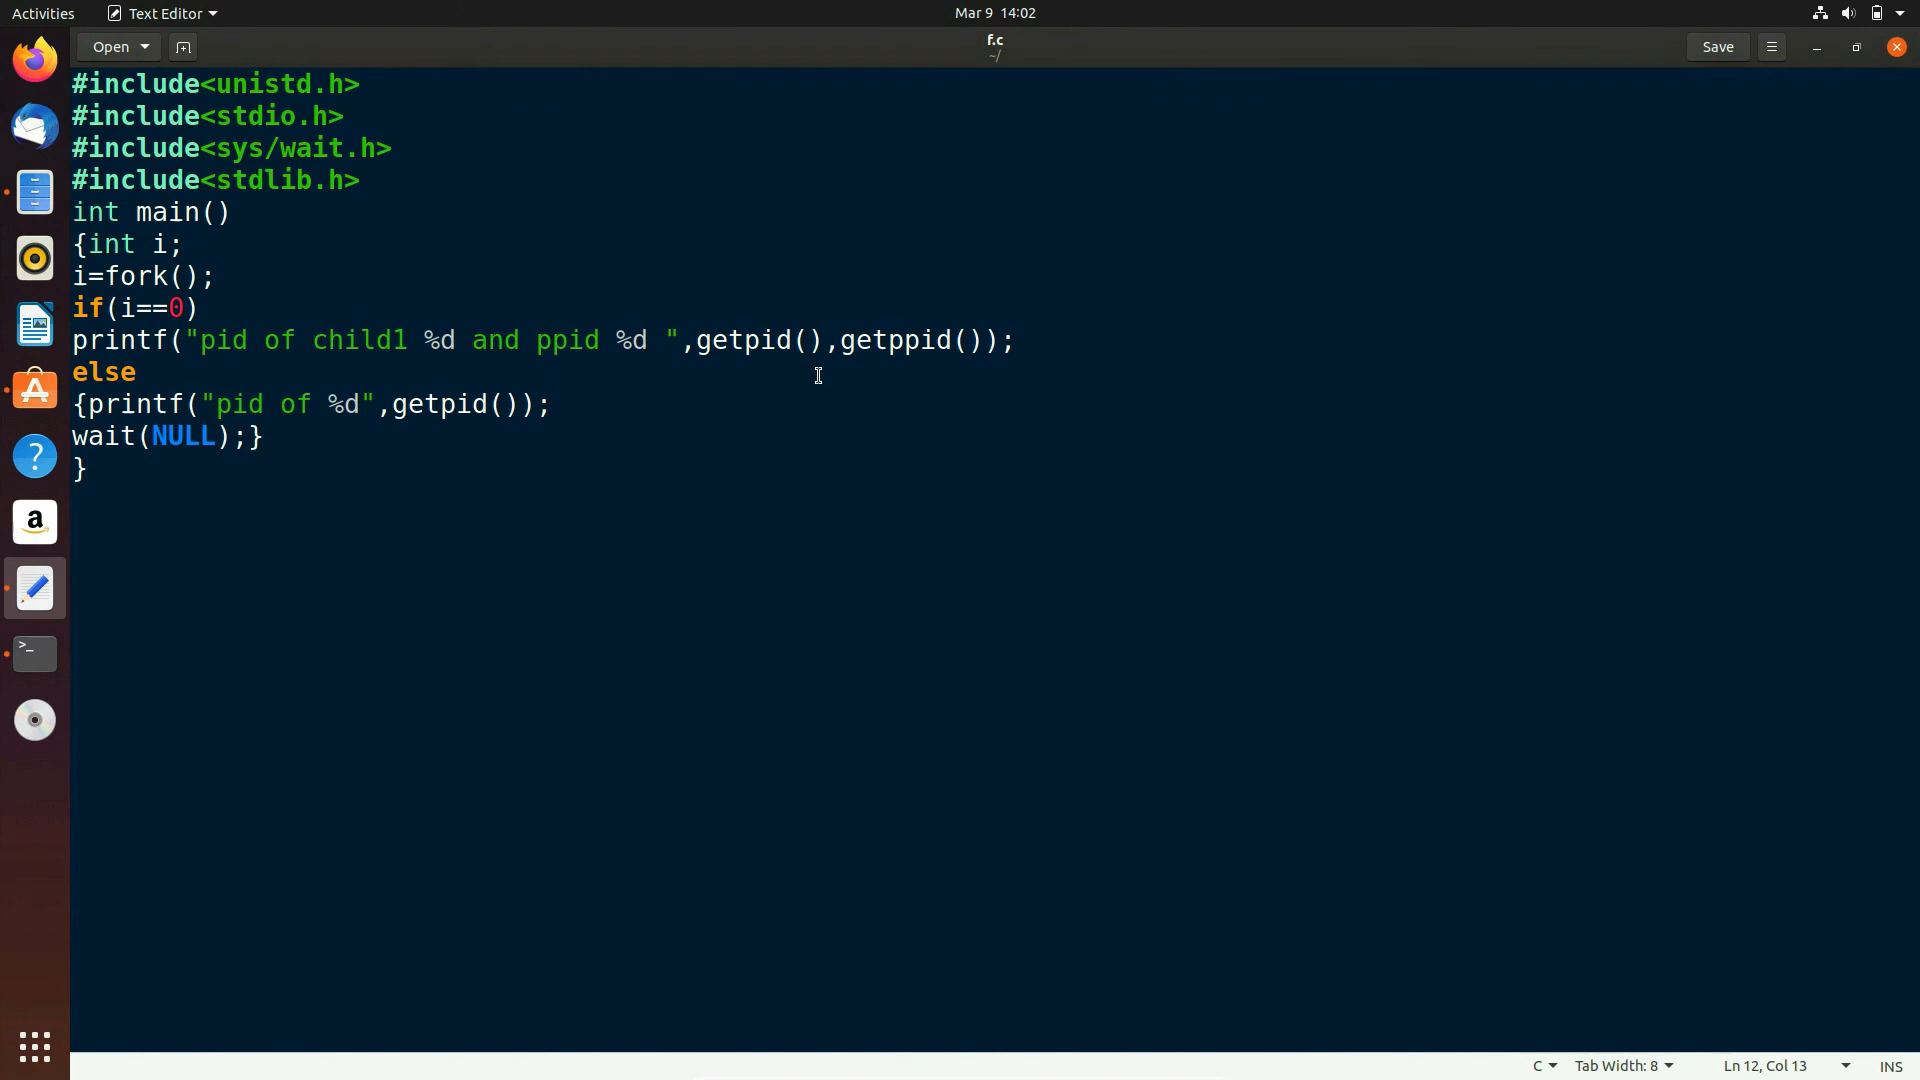 Activities
Text Editor
Mar 9 14:02
Open
f.c
~/
Save
#include<unistd.h>
#include<stdio.h>
#include<sys/wait.h>
#include<stdlib.h>
int main()
{int i;
i=fork();
if(i==0)
printf("pid of child1 %d and ppid %d ",getpid(),getppid());
else
{printf("pid of %d",getpid());
wait(NULL);}
}
C
Tab Width: 8
Ln 12, Col 13
INS